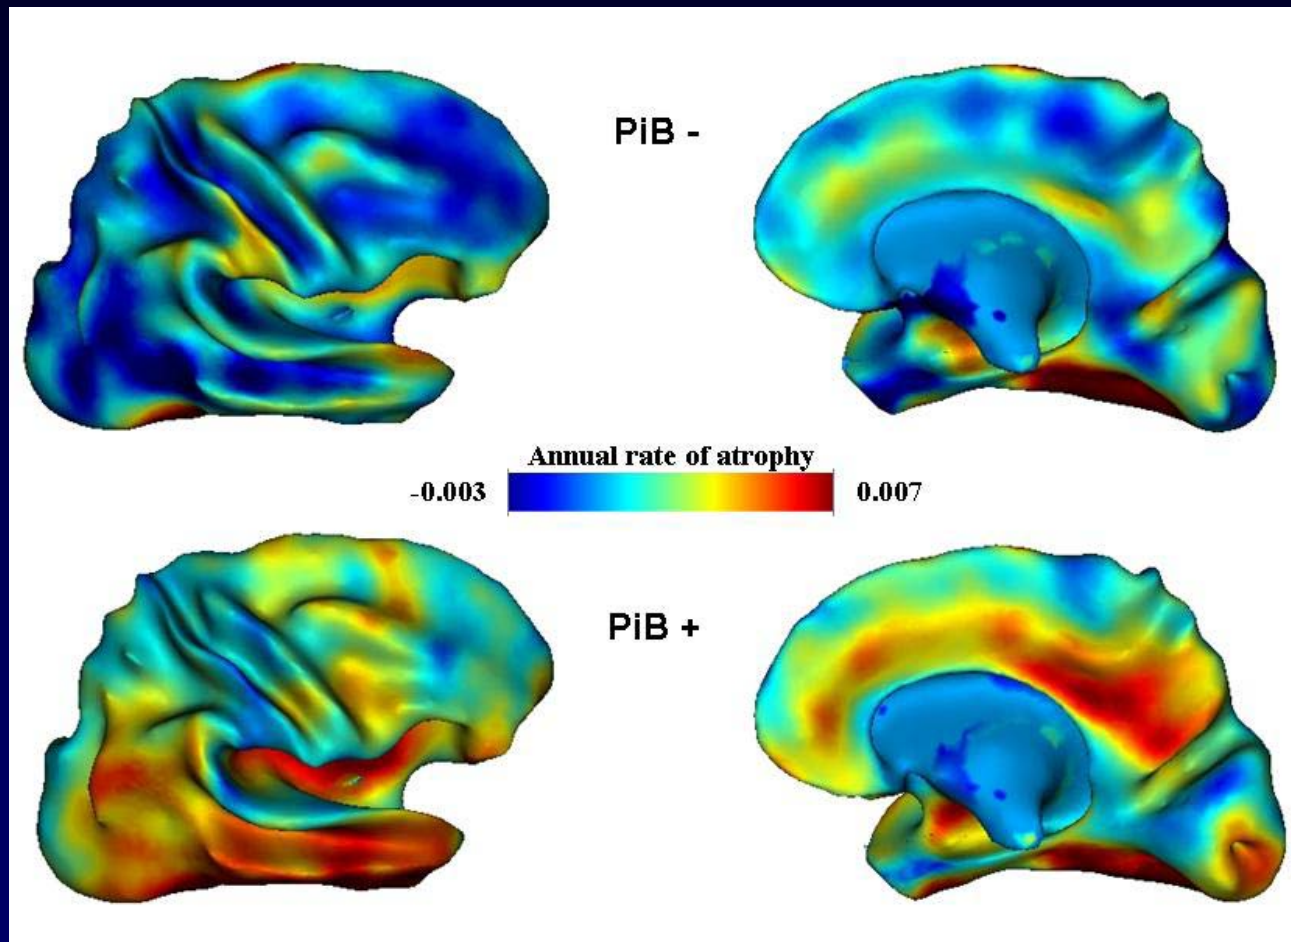 PiB -
Annual rate of atrophy
-0.003
0.007
PiB +